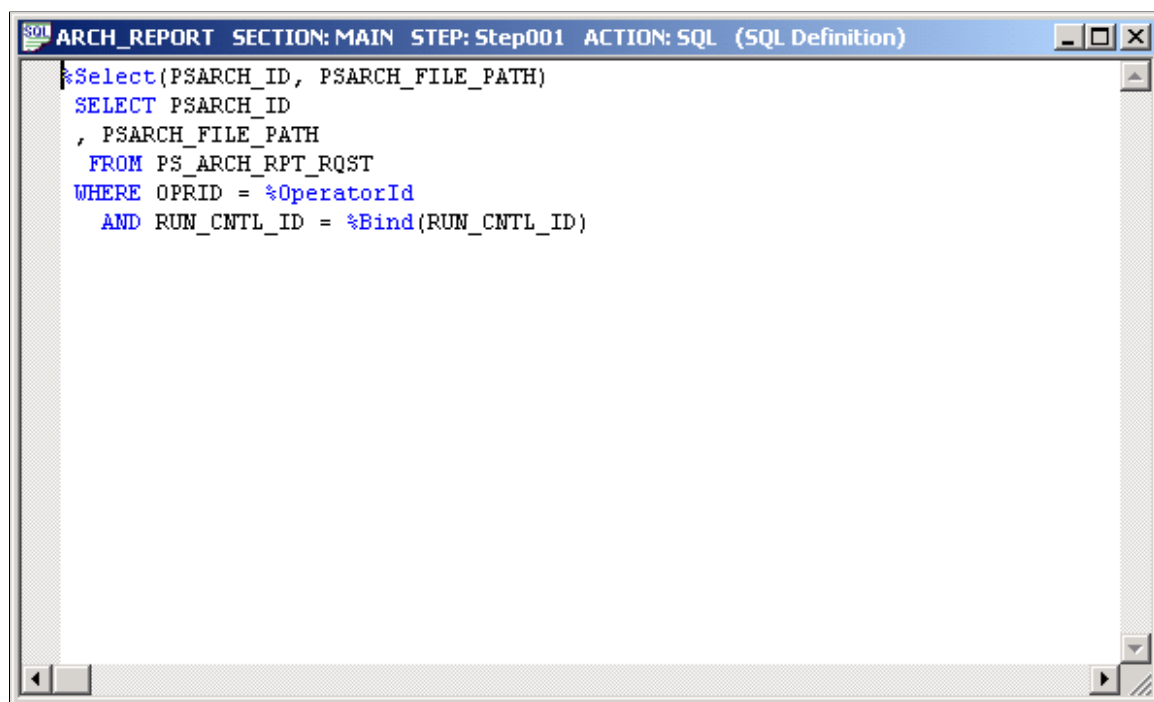 SQL ARCH_REPORT SECTION: MAIN STEP: Step001 ACTION: SQL (SQL Definition)
%Select(PSARCH_ID, PSARCH_FILE_PATH)
SELECT PSARCH_ID
, PSARCH_FILE_PATH
FROM PS_ARCH_RPT_RQST
WHERE OPRID = %OperatorId
AND RUN_CNTL_ID = %Bind(RUN_CNTL_ID)